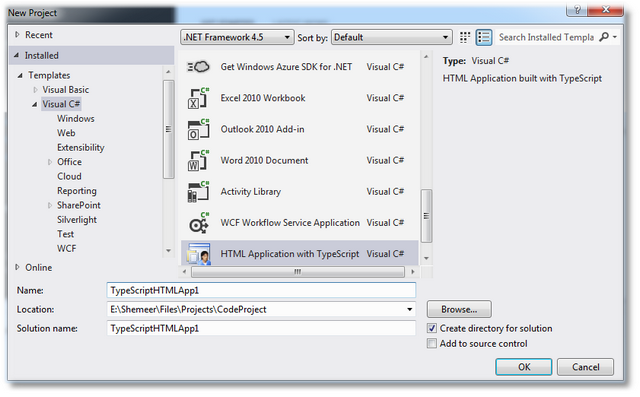 New Project
Recent
.NET Framework 4.5
Sort by:
Default
Search Installed Templa
Installed
Templates
Visual Basic
Visual C#
Windows
Web
Extensibility
Office
Cloud
Reporting
SharePoint
Silverlight
Test
WCF
Online
Get Windows Azure SDK for .NET Visual C#
Excel 2010 Workbook Visual C#
Outlook 2010 Add-in Visual C#
Word 2010 Document Visual C#
Activity Library Visual C#
WCF Workflow Service Application Visual C#
HTML Application with TypeScript Visual C#
Type: Visual C#
HTML Application built with TypeScript
Name: TypeScriptHTMLApp1
Location: E:\Shemeer\Files\Projects\CodeProject
Browse...
Solution name: TypeScriptHTMLApp1
Create directory for solution
Add to source control
OK Cancel